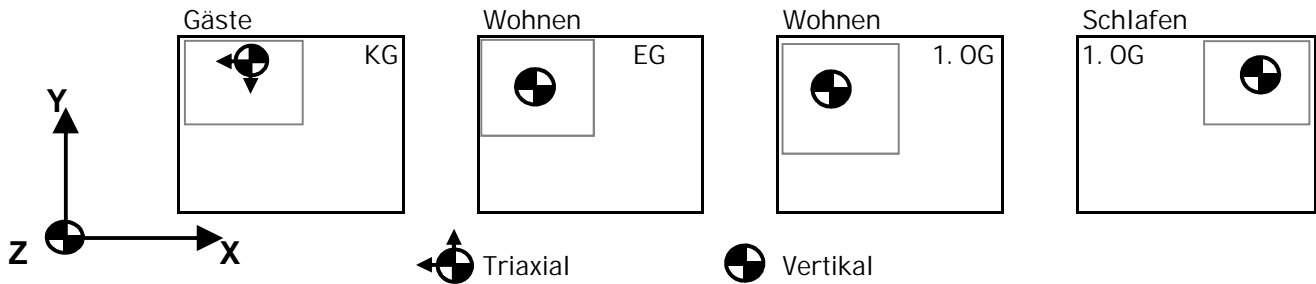 Gäste
KG
Wohnen
EG
Wohnen
1. OG
Schlafen
1. OG
Y
Z
X
Triaxial
Vertikal